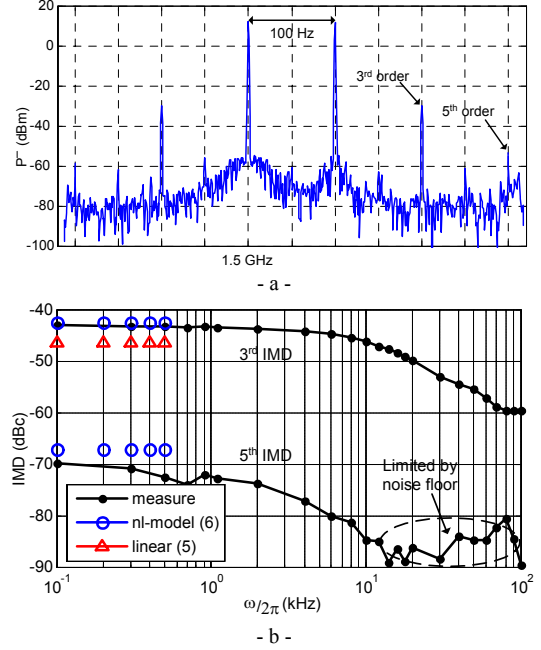 20
0
-20
-40
-60
-80
-100
P⁻ (dBm)
100 Hz
3rd order
5th order
1.5 GHz
- a -
-40
-50
-60
-70
-80
-90
IMD (dBc)
3rd IMD
5th IMD
Limited by
noise floor
measure
nl-model (6)
linear (5)
10⁻¹ 10⁰ 10¹ 10²
ω/2π (kHz)
- b -